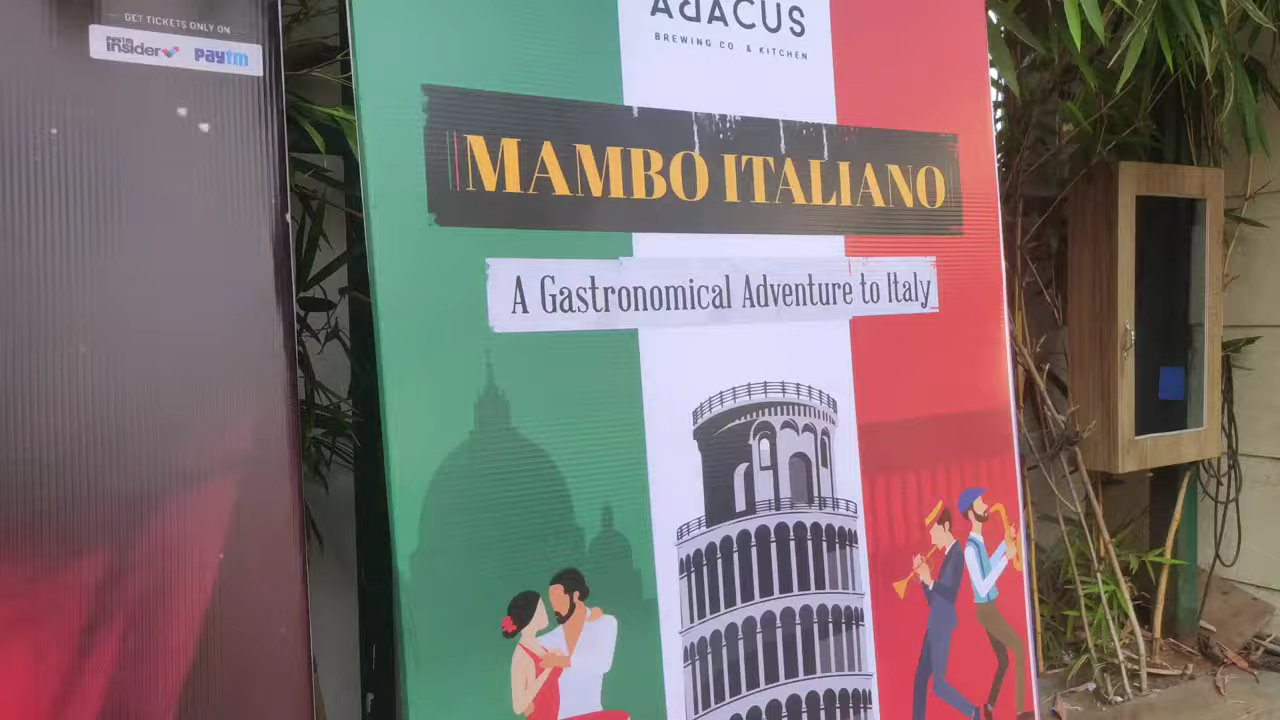 GET TICKETS ONLY ON
paytm
insider
paytm
ABACUS
BREWING CO & KITCHEN
MAMBO ITALIANO
A Gastronomical Adventure to Italy